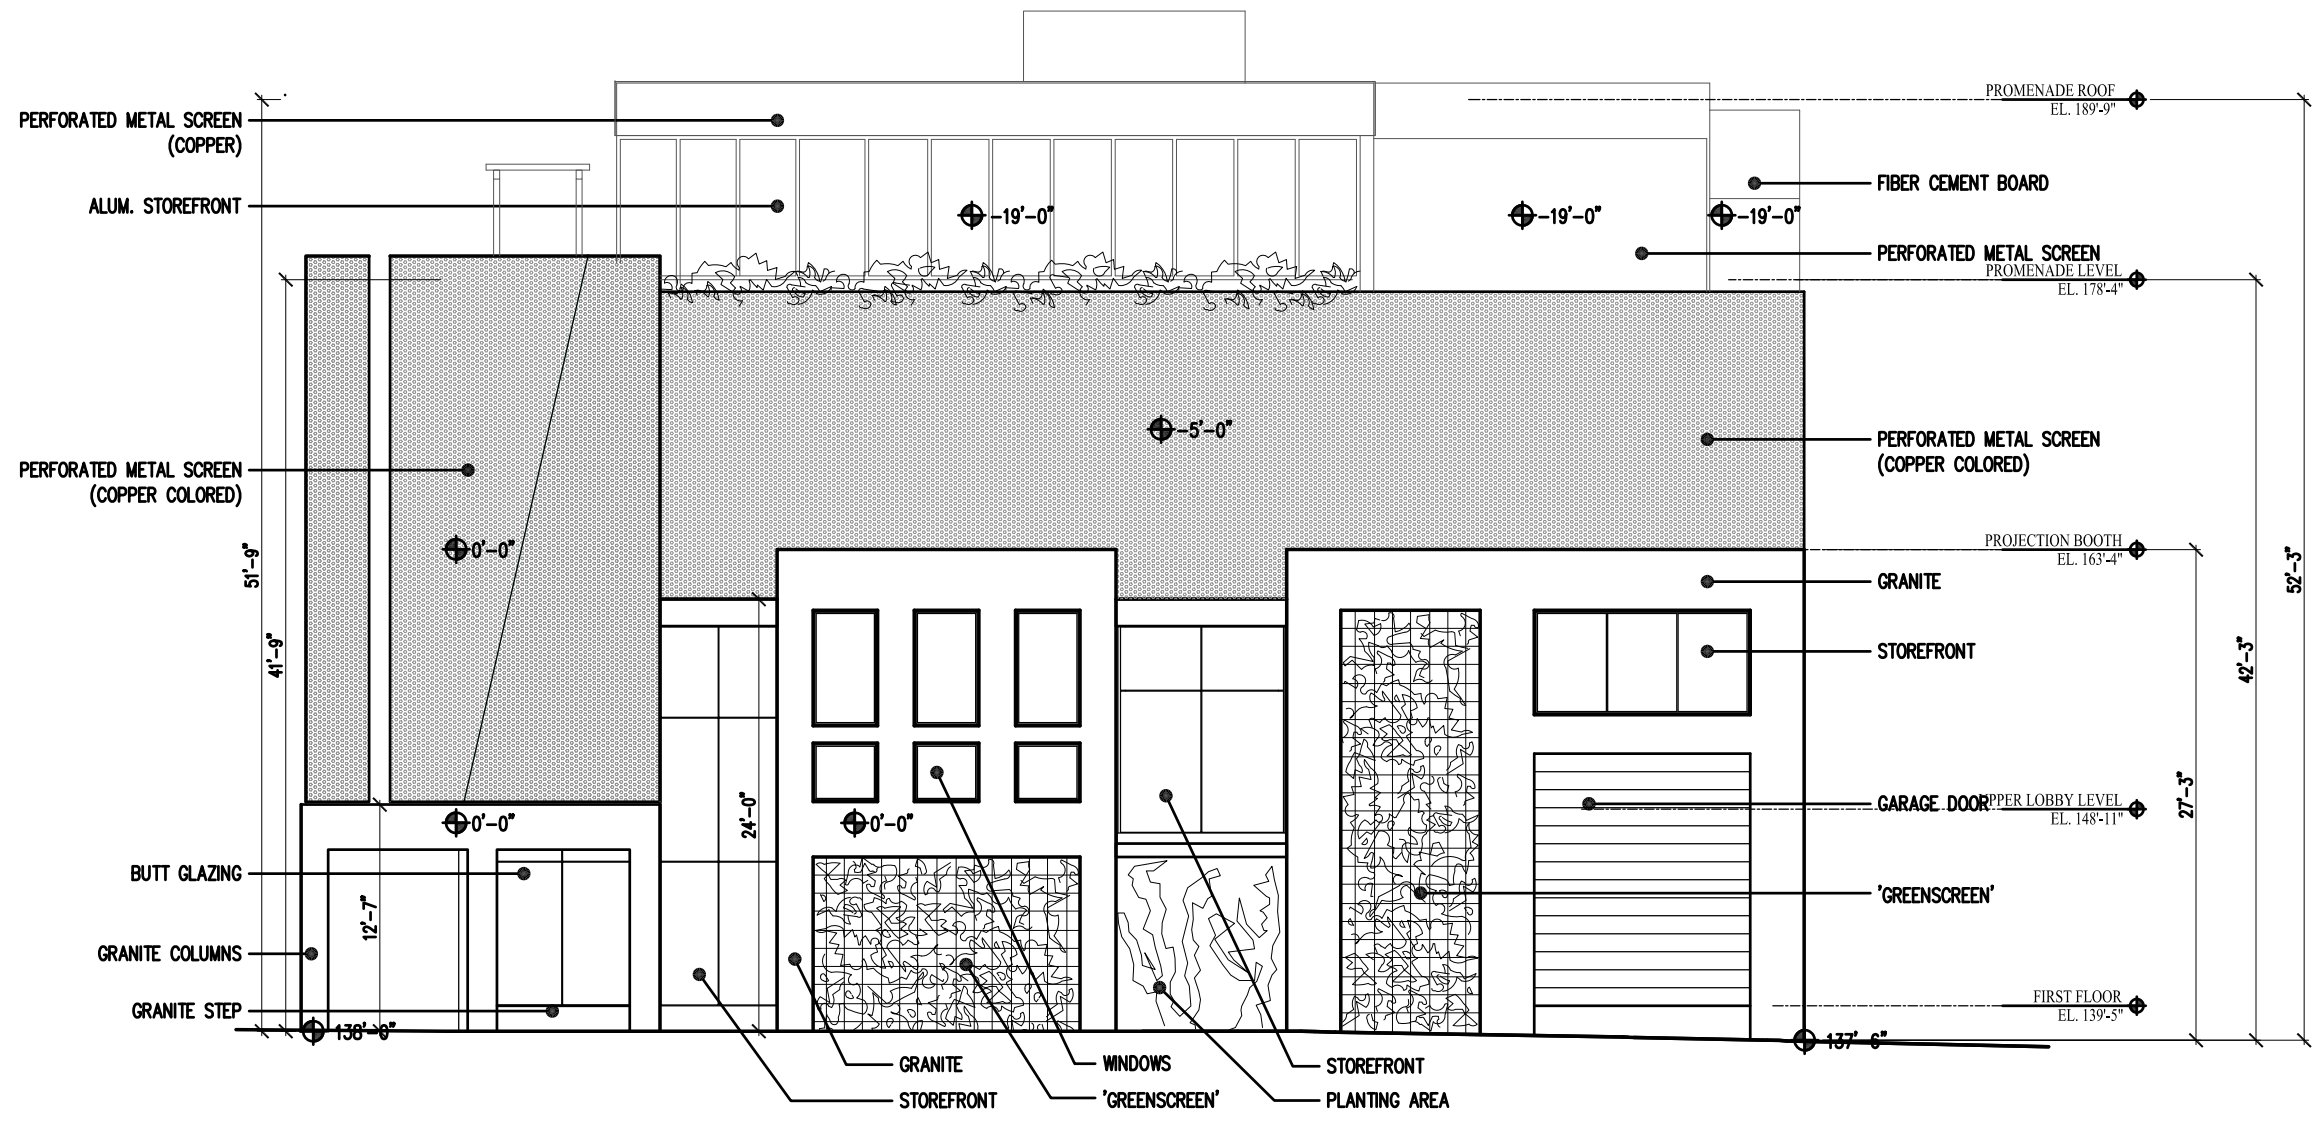 PROMENADE ROOF
EL. 189'-9"
PERFORATED METAL SCREEN
(COPPER)
FIBER CEMENT BOARD
ALUM. STOREFRONT
-19'-0"
-19'-0"
-19'-0"
PERFORATED METAL SCREEN
PROMENADE LEVEL
EL. 178'-4"
-5'-0"
PERFORATED METAL SCREEN
(COPPER COLORED)
PERFORATED METAL SCREEN
(COPPER COLORED)
0'-0"
PROJECTION BOOTH
EL. 163'-4"
51'-9"
52'-3"
GRANITE
41'-9"
STOREFRONT
42'-3"
24'-0"
27'-3"
GARAGE DOOR
UPPER LOBBY LEVEL
EL. 148'-11"
0'-0"
0'-0"
BUTT GLAZING
'GREENSCREEN'
12'-7"
GRANITE COLUMNS
FIRST FLOOR
EL. 139'-5"
GRANITE STEP
138'-0"
137'-6"
GRANITE
WINDOWS
STOREFRONT
STOREFRONT
'GREENSCREEN'
PLANTING AREA